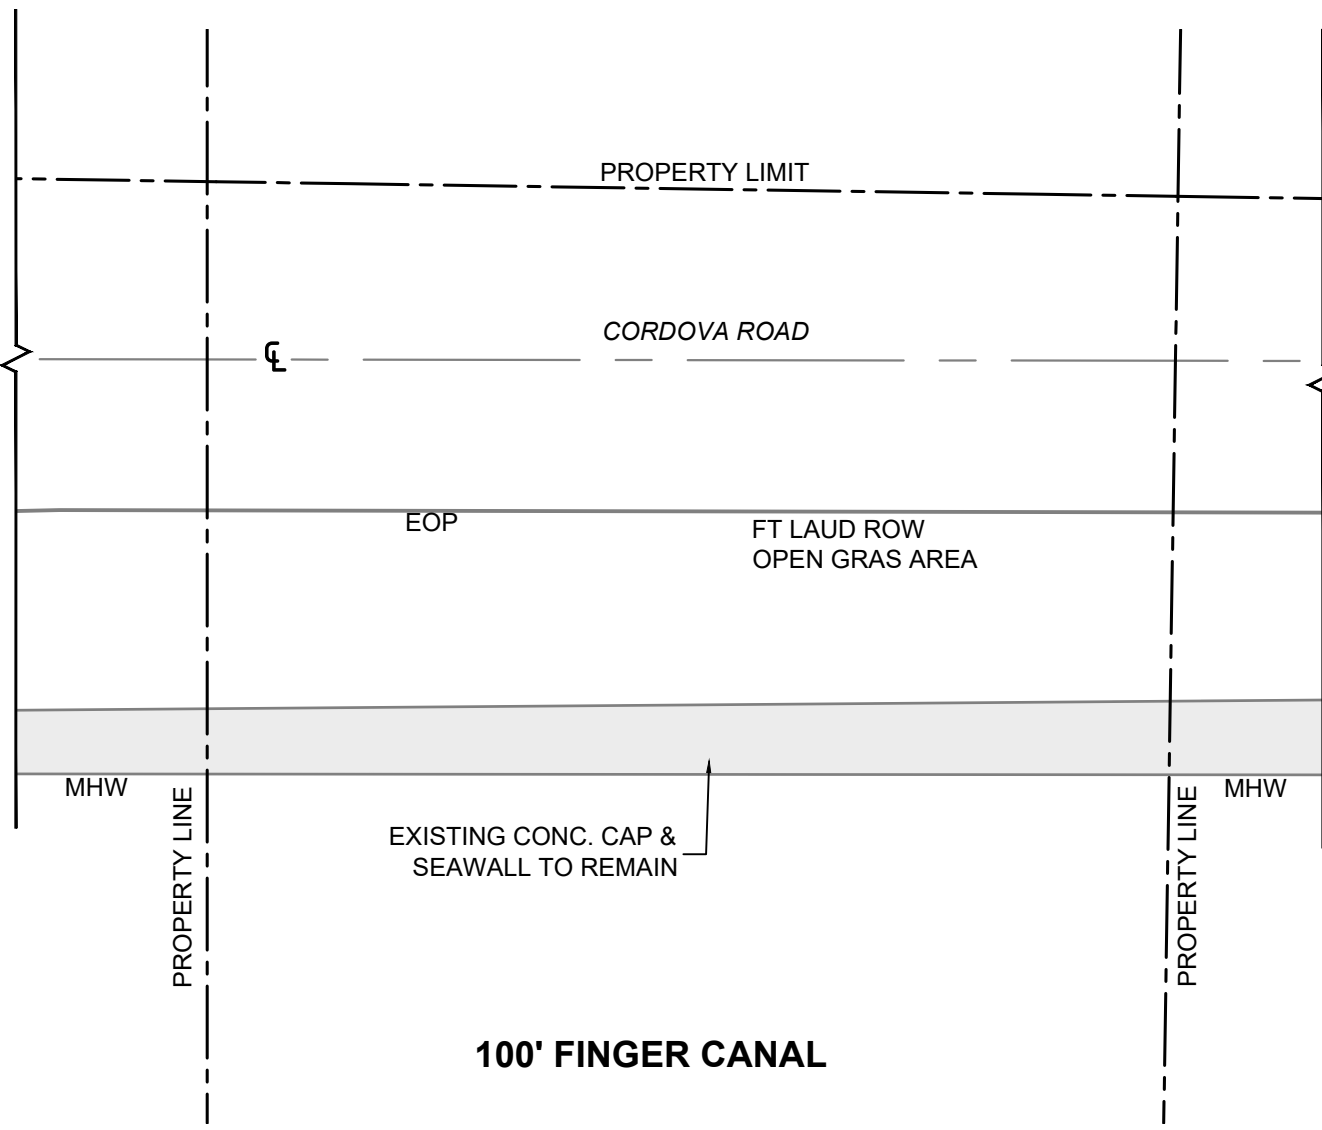 PROPERTY LIMIT
CORDOVA ROAD
℄
EOP
FT LAUD ROW
OPEN GRAS AREA
MHW
MHW
PROPERTY LINE
PROPERTY LINE
EXISTING CONC. CAP &
SEAWALL TO REMAIN
100' FINGER CANAL